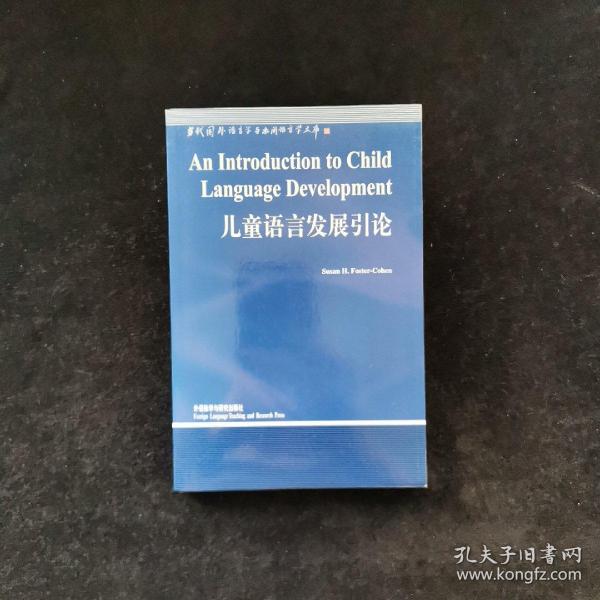 当代国外语言学与应用语言学文库
An Introduction to Child
Language Development
儿童语言发展引论
Susan H. Foster-Cohen
外语教学与研究出版社
Foreign Language Teaching and Research Press
孔夫子旧书网
www.kongfz.com